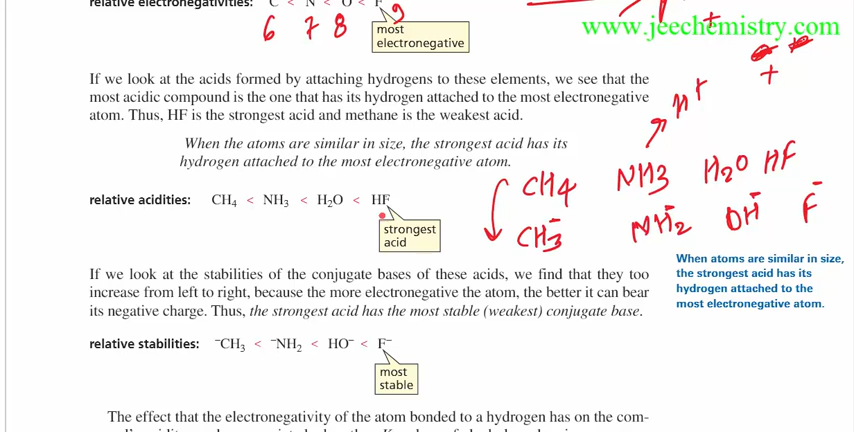 relative electronegativities: C < N < O < F
6 7 8 9
most
electronegative
www.jeechemistry.com
If we look at the acids formed by attaching hydrogens to these elements, we see that the
most acidic compound is the one that has its hydrogen attached to the most electronegative
atom. Thus, HF is the strongest acid and methane is the weakest acid.
When the atoms are similar in size, the strongest acid has its
hydrogen attached to the most electronegative atom.
H+
CH4 NH3 H2O HF
CH3- NH2- OH- F-
relative acidities: CH₄ < NH₃ < H₂O < HF
strongest
acid
If we look at the stabilities of the conjugate bases of these acids, we find that they too
increase from left to right, because the more electronegative the atom, the better it can bear
its negative charge. Thus, the strongest acid has the most stable (weakest) conjugate base.
When atoms are similar in size,
the strongest acid has its
hydrogen attached to the
most electronegative atom.
relative stabilities: ⁻CH₃ < ⁻NH₂ < HO⁻ < F⁻
most
stable
The effect that the electronegativity of the atom bonded to a hydrogen has on the com-